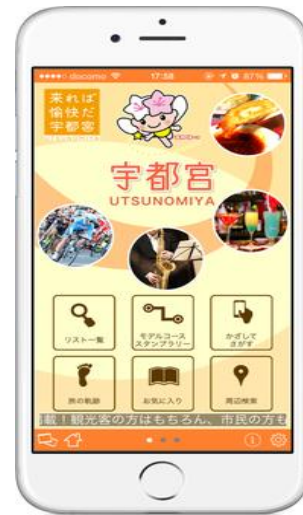 docomo 17:58 87%
来れば
愉快だ
宇都宮
宇都宮
UTSUNOMIYA
リスト一覧
モデルコース
スタンプラリー
かざして
さがす
旅の軌跡
お気に入り
周辺検索
載！観光客の方はもちろん、市民の方も